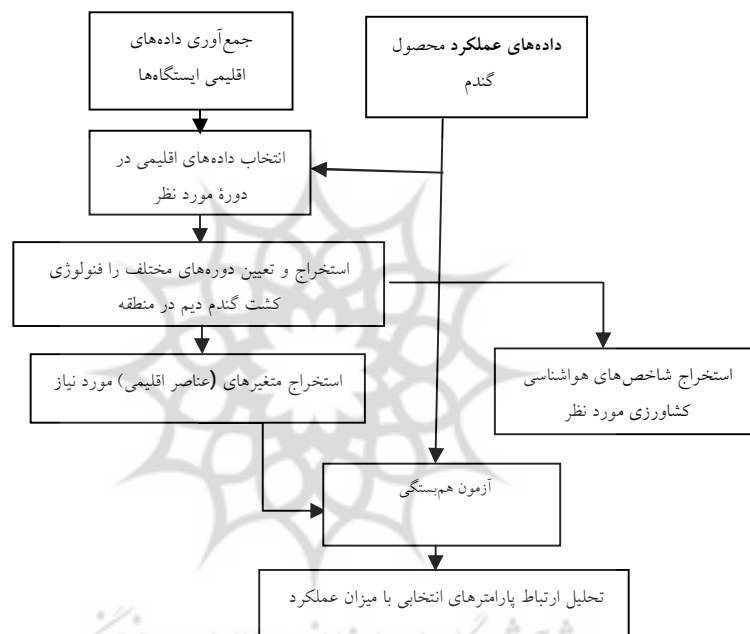 جمع‌آوری داده‌های
اقلیمی ایستگاه‌ها
داده‌های عملکرد محصول
گندم
انتخاب داده‌های اقلیمی در
دورۀ مورد نظر
استخراج و تعیین دوره‌های مختلف را فنولوژی
کشت گندم دیم در منطقه
استخراج متغیرهای (عناصر اقلیمی) مورد نیاز
استخراج شاخص‌های هواشناسی
کشاورزی مورد نظر
آزمون هم‌بستگی
تحلیل ارتباط پارامترهای انتخابی با میزان عملکرد